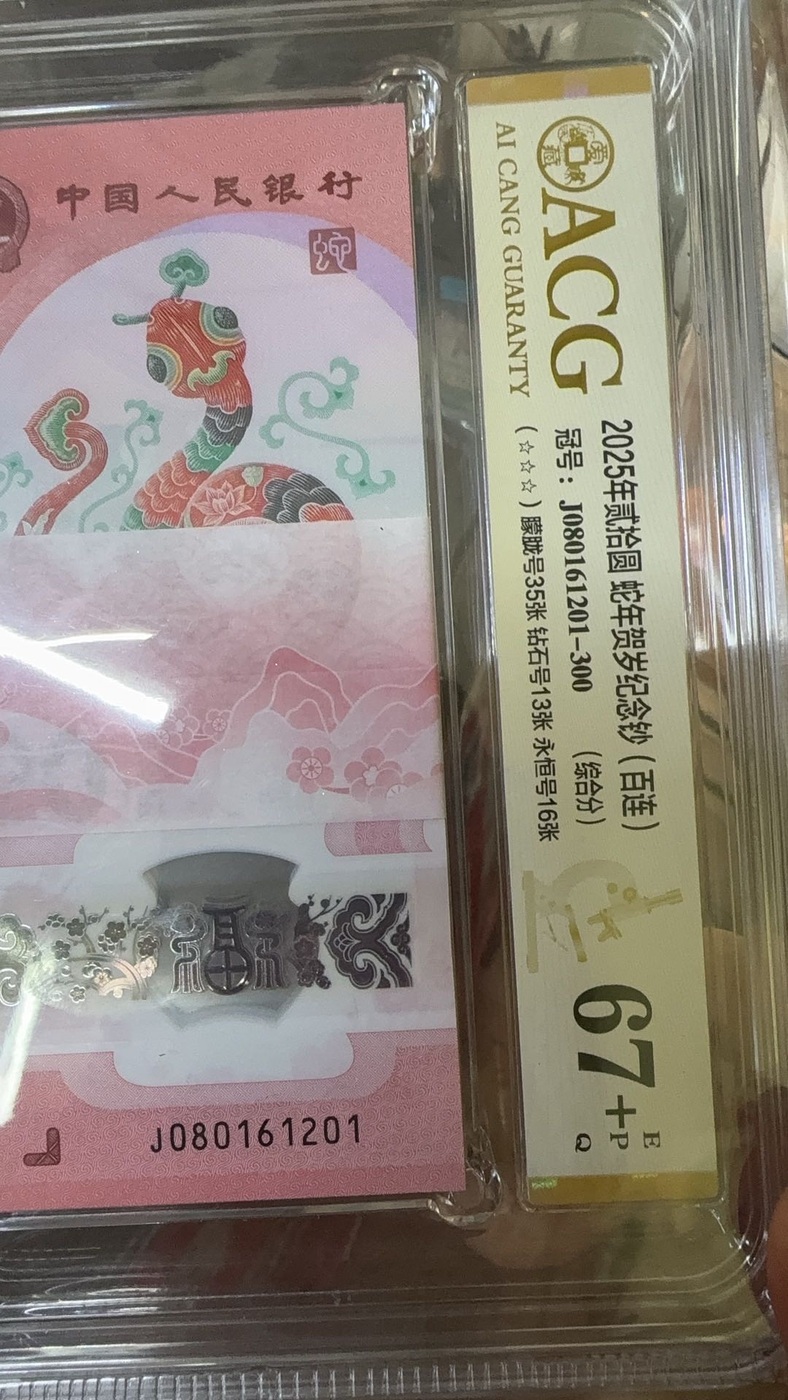 中国人民银行
蛇
J080161201
ACG
AI CANG GUARANTY
2025年贰拾圆 蛇年贺岁纪念钞（百连）
冠号：J080161201-300 （综合分）
（☆☆☆）朦胧号35张 钻石号13张 永恒号16张
67+
E
P
Q